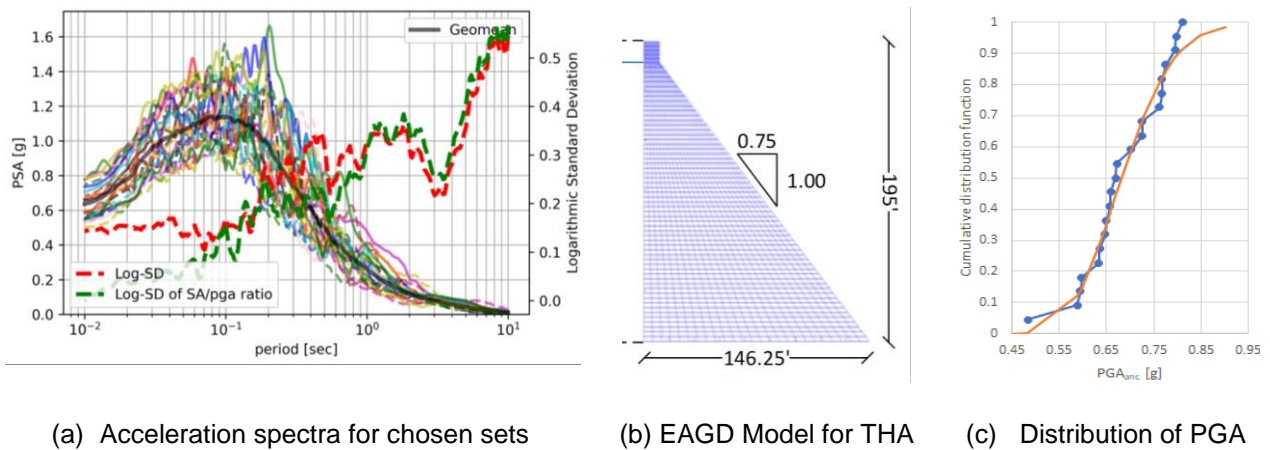 PSA [g]
1.6
1.4
1.2
1.0
0.8
0.6
0.4
0.2
0.0
Geomean
Log-SD
Log-SD of SA/pga ratio
0.5
0.4
0.3
0.2
0.1
0.0
Logarithmic Standard Deviation
10⁻² 10⁻¹ 10⁰ 10¹
period [sec]
(a) Acceleration spectra for chosen sets
0.75
1.00
195'
146.25'
(b) EAGD Model for THA
Cumulative distribution function
1
0.9
0.8
0.7
0.6
0.5
0.4
0.3
0.2
0.1
0
0.45 0.55 0.65 0.75 0.85 0.95
PGAanc [g]
(c) Distribution of PGA